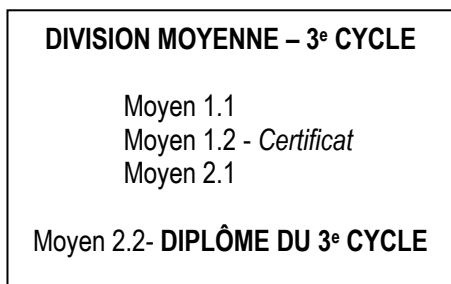 DIVISION MOYENNE – 3e CYCLE
Moyen 1.1
Moyen 1.2 - Certificat
Moyen 2.1
Moyen 2.2- DIPLÔME DU 3e CYCLE